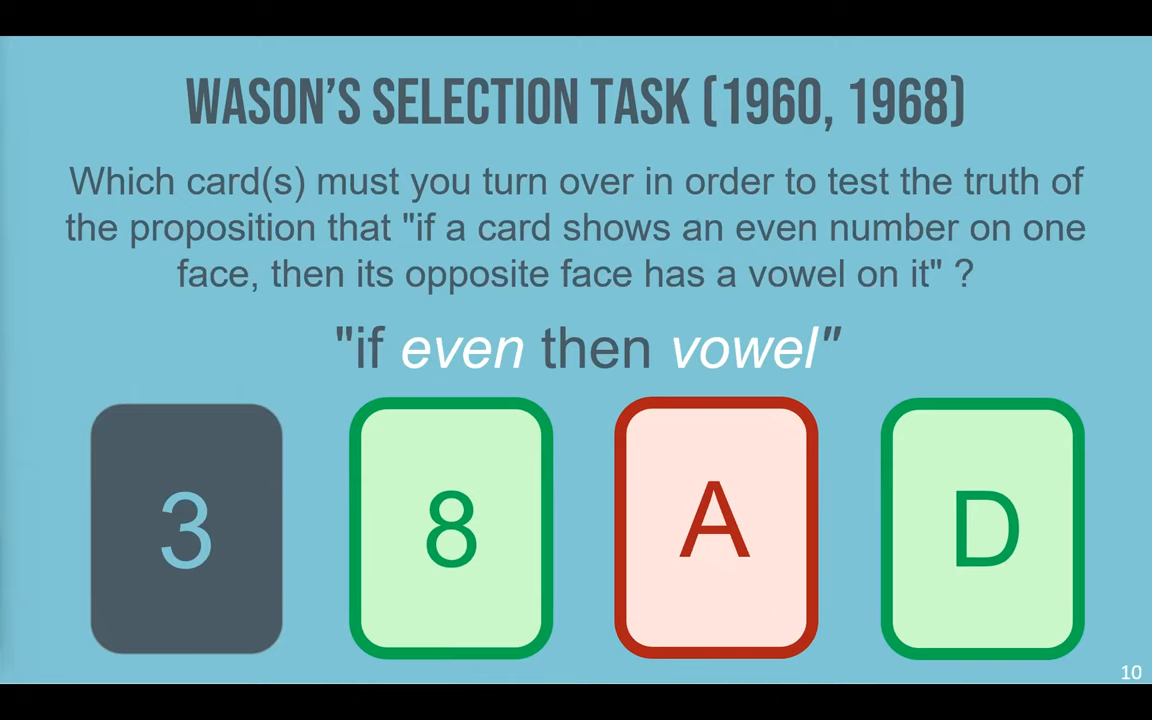 WASON'S SELECTION TASK (1960, 1968)
Which card(s) must you turn over in order to test the truth of
the proposition that "if a card shows an even number on one
face, then its opposite face has a vowel on it" ?
"if even then vowel"
3 8 A D
10